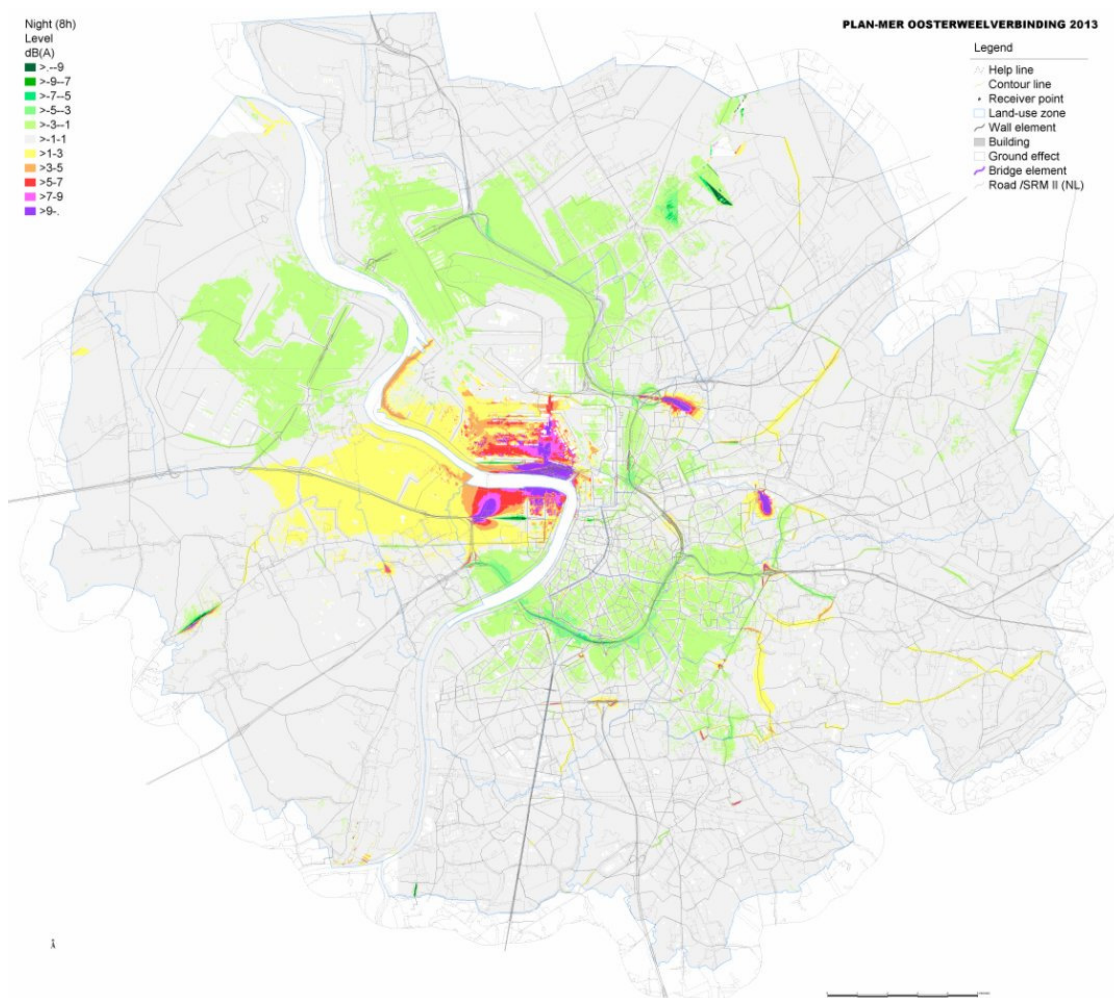 Night (8h)
Level
dB(A)
>.--9
>-9--7
>-7--5
>-5--3
>-3--1
>-1-1
>1-3
>3-5
>5-7
>7-9
>9-.
PLAN-MER OOSTERWEELVERBINDING 2013
Legend
Help line
Contour line
Receiver point
Land-use zone
Wall element
Building
Ground effect
Bridge element
Road /SRM II (NL)